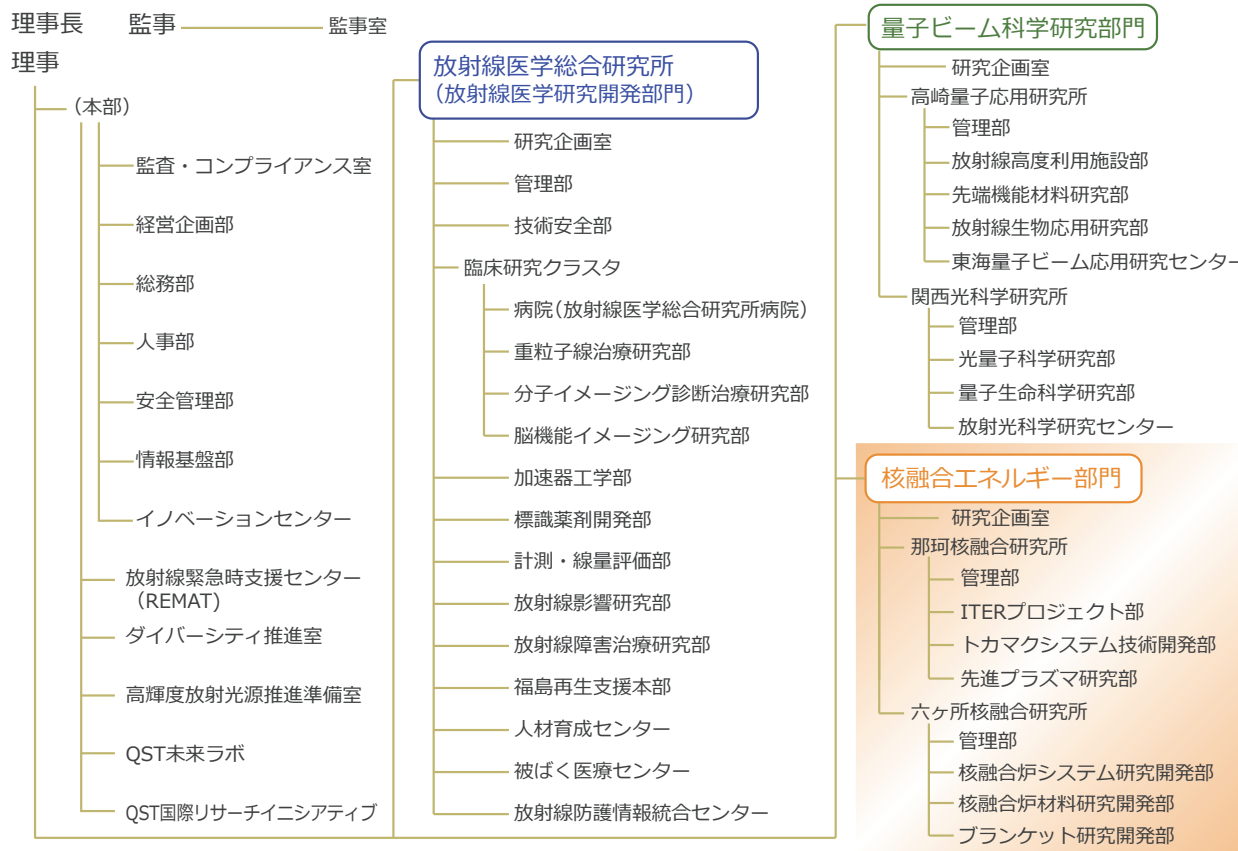 理事長 監事 監事室
理事
(本部)
監査・コンプライアンス室
経営企画部
総務部
人事部
安全管理部
情報基盤部
イノベーションセンター
放射線緊急時支援センター
(REMAT)
ダイバーシティ推進室
高輝度放射光源推進準備室
QST未来ラボ
QST国際リサーチイニシアティブ
放射線医学総合研究所
(放射線医学研究開発部門)
研究企画室
管理部
技術安全部
臨床研究クラスタ
病院(放射線医学総合研究所病院)
重粒子線治療研究部
分子イメージング診断治療研究部
脳機能イメージング研究部
加速器工学部
標識薬剤開発部
計測・線量評価部
放射線影響研究部
放射線障害治療研究部
福島再生支援本部
人材育成センター
被ばく医療センター
放射線防護情報統合センター
量子ビーム科学研究部門
研究企画室
高崎量子応用研究所
管理部
放射線高度利用施設部
先端機能材料研究部
放射線生物応用研究部
東海量子ビーム応用研究センター
関西光科学研究所
管理部
光量子科学研究部
量子生命科学研究部
放射光科学研究センター
核融合エネルギー部門
研究企画室
那珂核融合研究所
管理部
ITERプロジェクト部
トカマクシステム技術開発部
先進プラズマ研究部
六ヶ所核融合研究所
管理部
核融合炉システム研究開発部
核融合炉材料研究開発部
ブランケット研究開発部